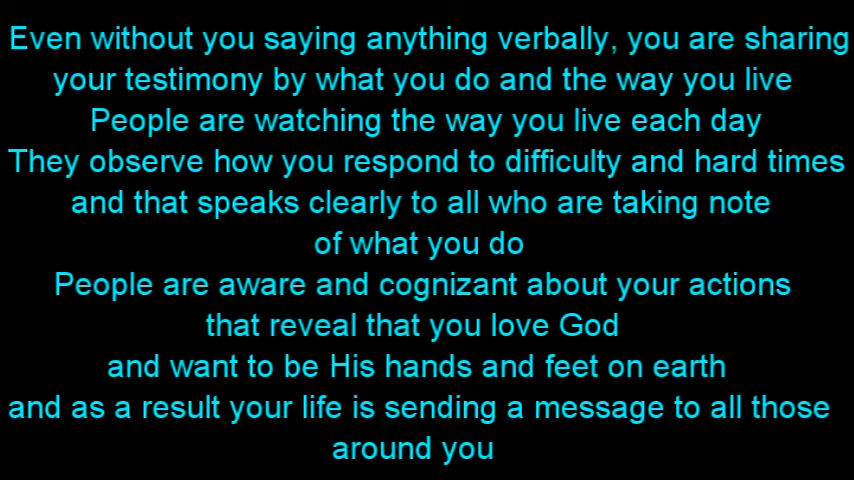 Even without you saying anything verbally, you are sharing
your testimony by what you do and the way you live
People are watching the way you live each day
They observe how you respond to difficulty and hard times
and that speaks clearly to all who are taking note
of what you do
People are aware and cognizant about your actions
that reveal that you love God
and want to be His hands and feet on earth
and as a result your life is sending a message to all those
around you